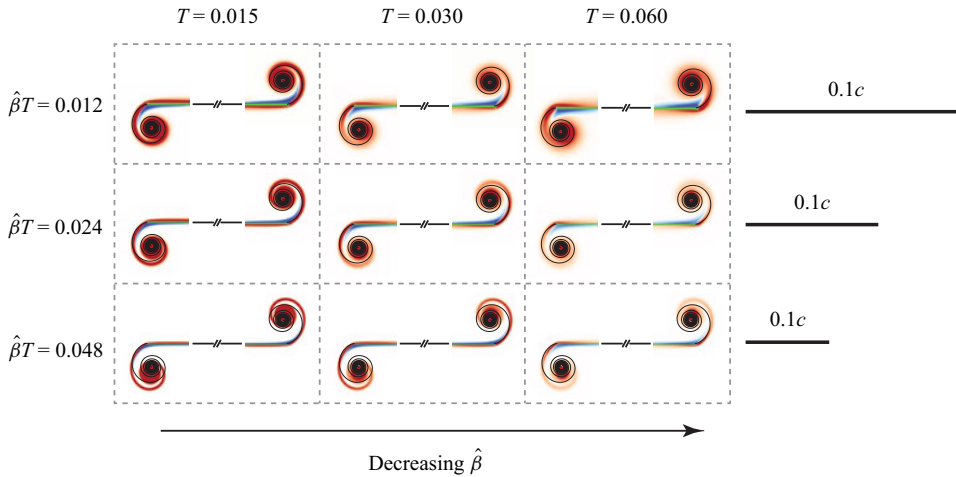 T = 0.015 T = 0.030 T = 0.060
β̂T = 0.012 0.1c
β̂T = 0.024 0.1c
β̂T = 0.048 0.1c
Decreasing β̂